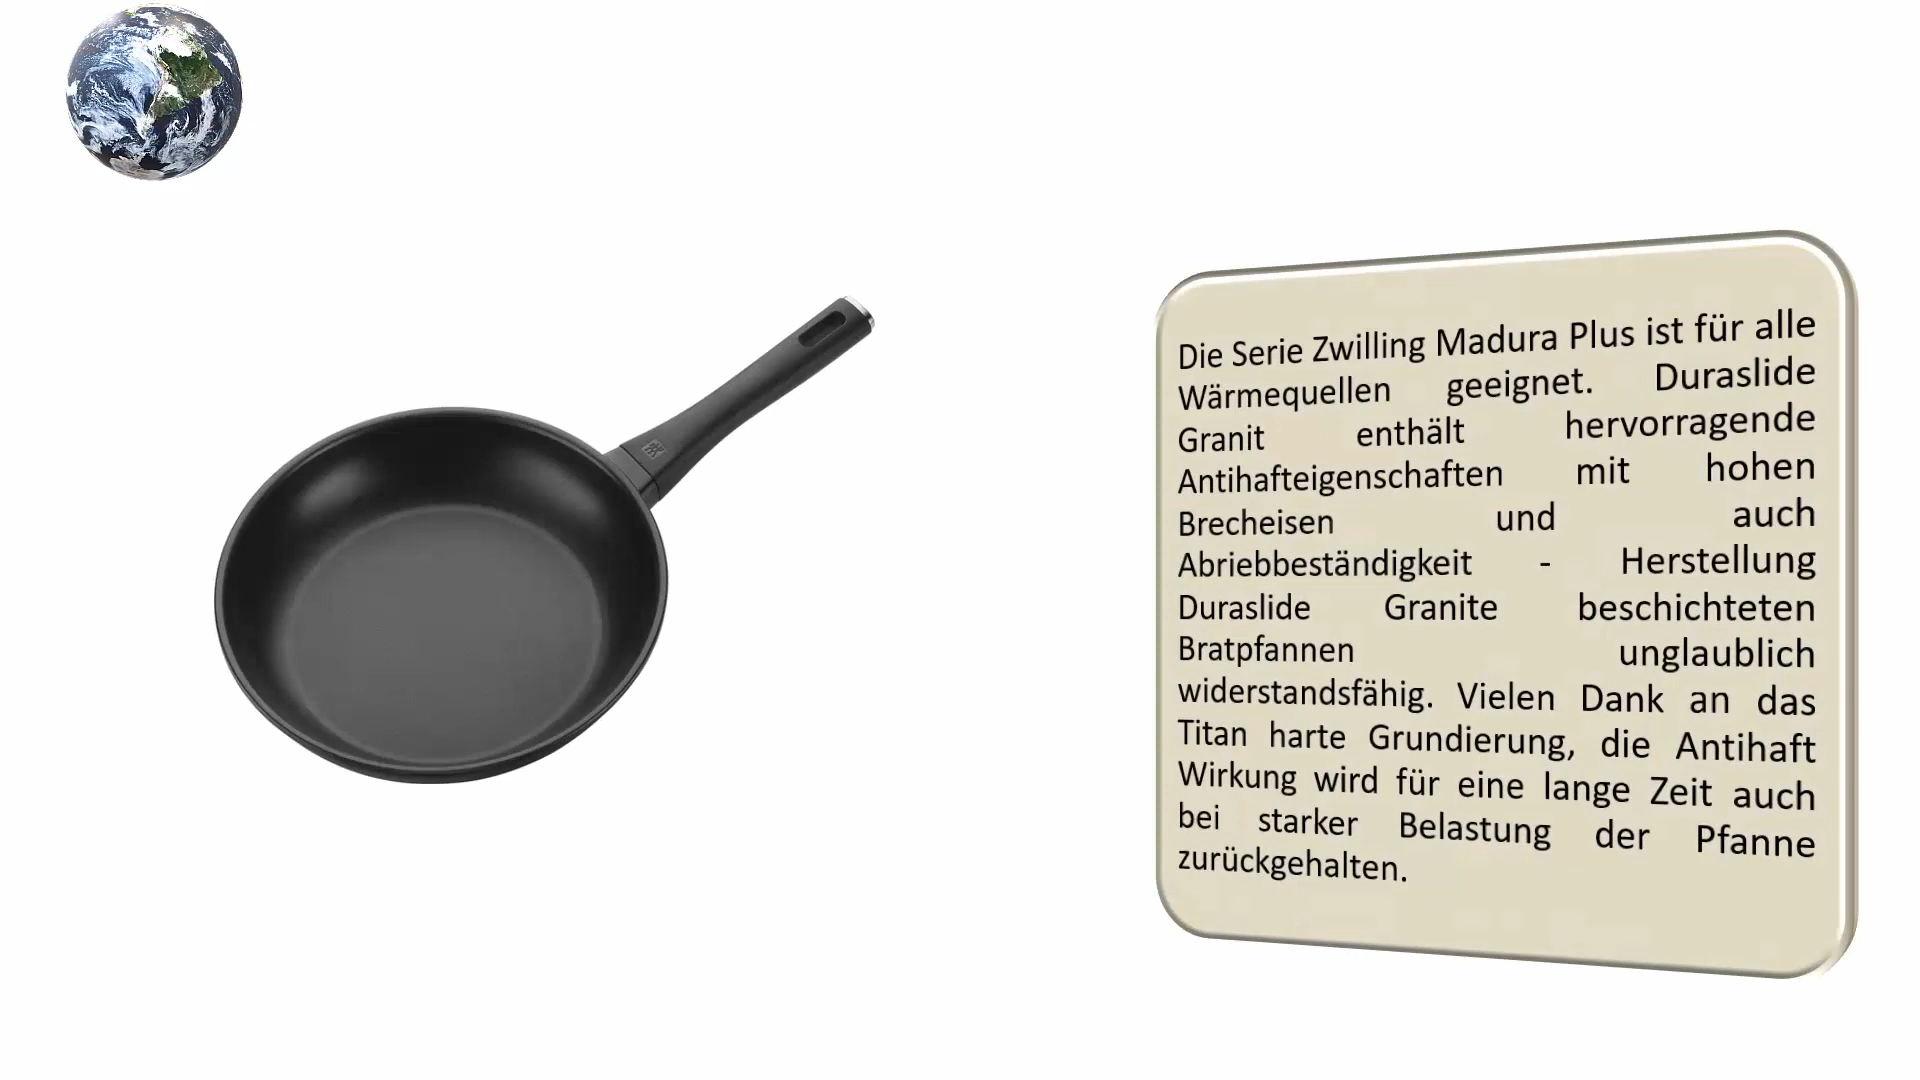 Die Serie Zwilling Madura Plus ist für alle
Wärmequellen geeignet. Duraslide
Granit enthält hervorragende
Antihafteigenschaften mit hohen
Brecheisen und auch
Abriebbeständigkeit - Herstellung
Duraslide Granite beschichteten
Bratpfannen unglaublich
widerstandsfähig. Vielen Dank an das
Titan harte Grundierung, die Antihaft
Wirkung wird für eine lange Zeit auch
bei starker Belastung der Pfanne
zurückgehalten.